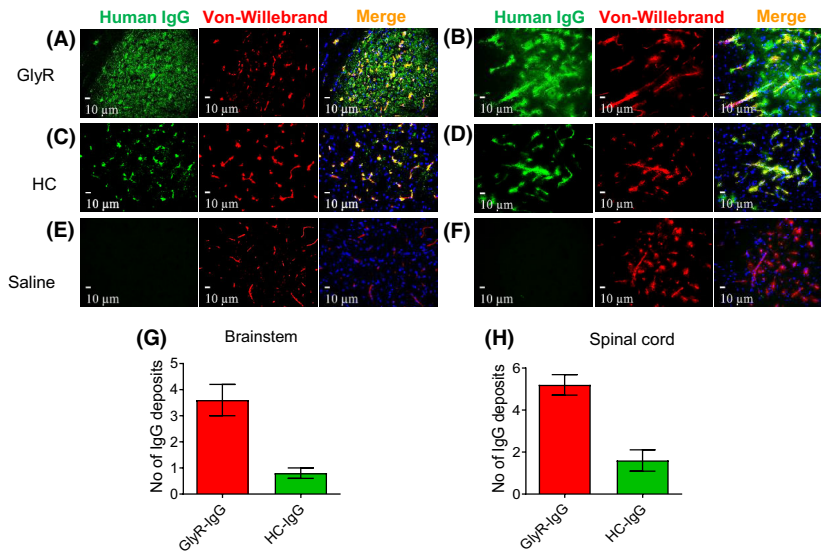 Human IgG Von-Willebrand Merge Human IgG Von-Willebrand Merge
(A) (B)
GlyR
10 µm 10 µm 10 µm 10 µm 10 µm 10 µm
(C) (D)
HC
10 µm 10 µm 10 µm 10 µm 10 µm 10 µm
(E) (F)
Saline
10 µm 10 µm 10 µm 10 µm 10 µm 10 µm
(G) Brainstem
No of IgG deposits
5
4
3
2
1
0
GlyR-IgG HC-IgG
(H) Spinal cord
No of IgG deposits
6
4
2
0
GlyR-IgG HC-IgG